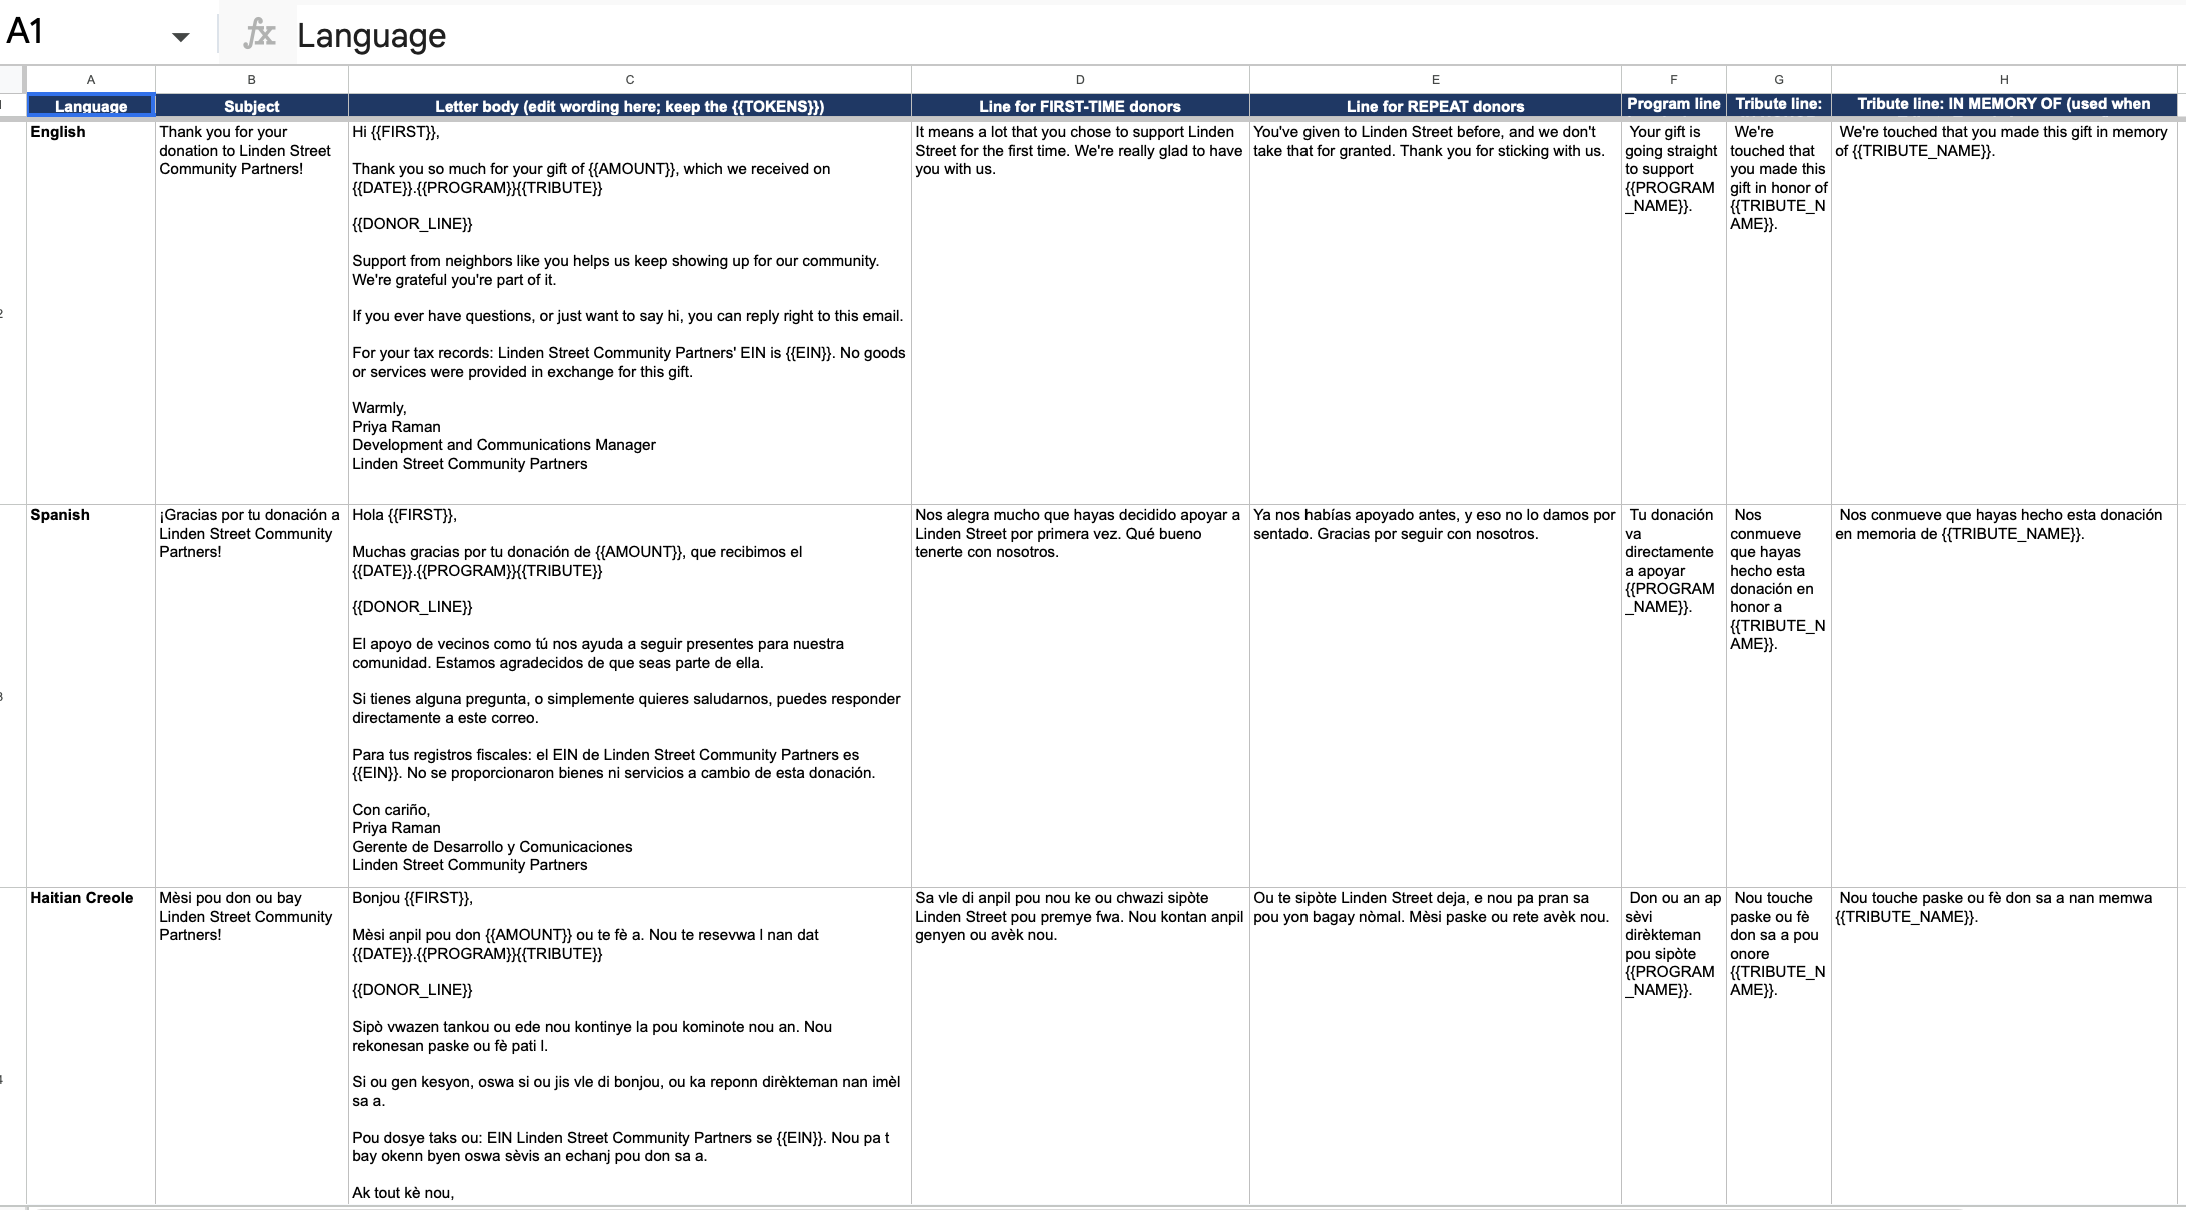 A1
fx Language
A B C D E F G H
Language Subject Letter body (edit wording here; keep the {{TOKENS}}) Line for FIRST-TIME donors Line for REPEAT donors Program line Tribute line: Tribute line: IN MEMORY OF (used when
English
Thank you for your
donation to Linden Street
Community Partners!
Hi {{FIRST}},
Thank you so much for your gift of {{AMOUNT}}, which we received on
{{DATE}}.{{PROGRAM}}{{TRIBUTE}}
{{DONOR_LINE}}
Support from neighbors like you helps us keep showing up for our community.
We're grateful you're part of it.
If you ever have questions, or just want to say hi, you can reply right to this email.
For your tax records: Linden Street Community Partners' EIN is {{EIN}}. No goods
or services were provided in exchange for this gift.
Warmly,
Priya Raman
Development and Communications Manager
Linden Street Community Partners
It means a lot that you chose to support Linden
Street for the first time. We're really glad to have
you with us.
You've given to Linden Street before, and we don't
take that for granted. Thank you for sticking with us.
Your gift is
going straight
to support
{{PROGRAM
_NAME}}.
We're
touched that
you made this
gift in honor of
{{TRIBUTE_N
AME}}.
We're touched that you made this gift in memory
of {{TRIBUTE_NAME}}.
2
Spanish
¡Gracias por tu donación a
Linden Street Community
Partners!
Hola {{FIRST}},
Muchas gracias por tu donación de {{AMOUNT}}, que recibimos el
{{DATE}}.{{PROGRAM}}{{TRIBUTE}}
{{DONOR_LINE}}
El apoyo de vecinos como tú nos ayuda a seguir presentes para nuestra
comunidad. Estamos agradecidos de que seas parte de ella.
Si tienes alguna pregunta, o simplemente quieres saludarnos, puedes responder
directamente a este correo.
Para tus registros fiscales: el EIN de Linden Street Community Partners es
{{EIN}}. No se proporcionaron bienes ni servicios a cambio de esta donación.
Con cariño,
Priya Raman
Gerente de Desarrollo y Comunicaciones
Linden Street Community Partners
Nos alegra mucho que hayas decidido apoyar a
Linden Street por primera vez. Qué bueno
tenerte con nosotros.
Ya nos habías apoyado antes, y eso no lo damos por
sentado. Gracias por seguir con nosotros.
Tu donación
va
directamente
a apoyar
{{PROGRAM
_NAME}}.
Nos
conmueve
que hayas
hecho esta
donación en
honor a
{{TRIBUTE_N
AME}}.
Nos conmueve que hayas hecho esta donación
en memoria de {{TRIBUTE_NAME}}.
3
Haitian Creole
Mèsi pou don ou bay
Linden Street Community
Partners!
Bonjou {{FIRST}},
Mèsi anpil pou don {{AMOUNT}} ou te fè a. Nou te resevwa l nan dat
{{DATE}}.{{PROGRAM}}{{TRIBUTE}}
{{DONOR_LINE}}
Sipò vwazen tankou ou ede nou kontinye la pou kominote nou an. Nou
rekonesan paske ou fè pati l.
Si ou gen kesyon, oswa si ou jis vle di bonjou, ou ka reponn dirèkteman nan imèl
sa a.
Pou dosye taks ou: EIN Linden Street Community Partners se {{EIN}}. Nou pa t
bay okenn byen oswa sèvis an echanj pou don sa a.
Ak tout kè nou,
Sa vle di anpil pou nou ke ou chwazi sipòte
Linden Street pou premye fwa. Nou kontan anpil
genyen ou avèk nou.
Ou te sipòte Linden Street deja, e nou pa pran sa
pou yon bagay nòmal. Mèsi paske ou rete avèk nou.
Don ou an ap
sèvi
dirèkteman
pou sipòte
{{PROGRAM
_NAME}}.
Nou touche
paske ou fè
don sa a pou
onore
{{TRIBUTE_N
AME}}.
Nou touche paske ou fè don sa a nan memwa
{{TRIBUTE_NAME}}.
4